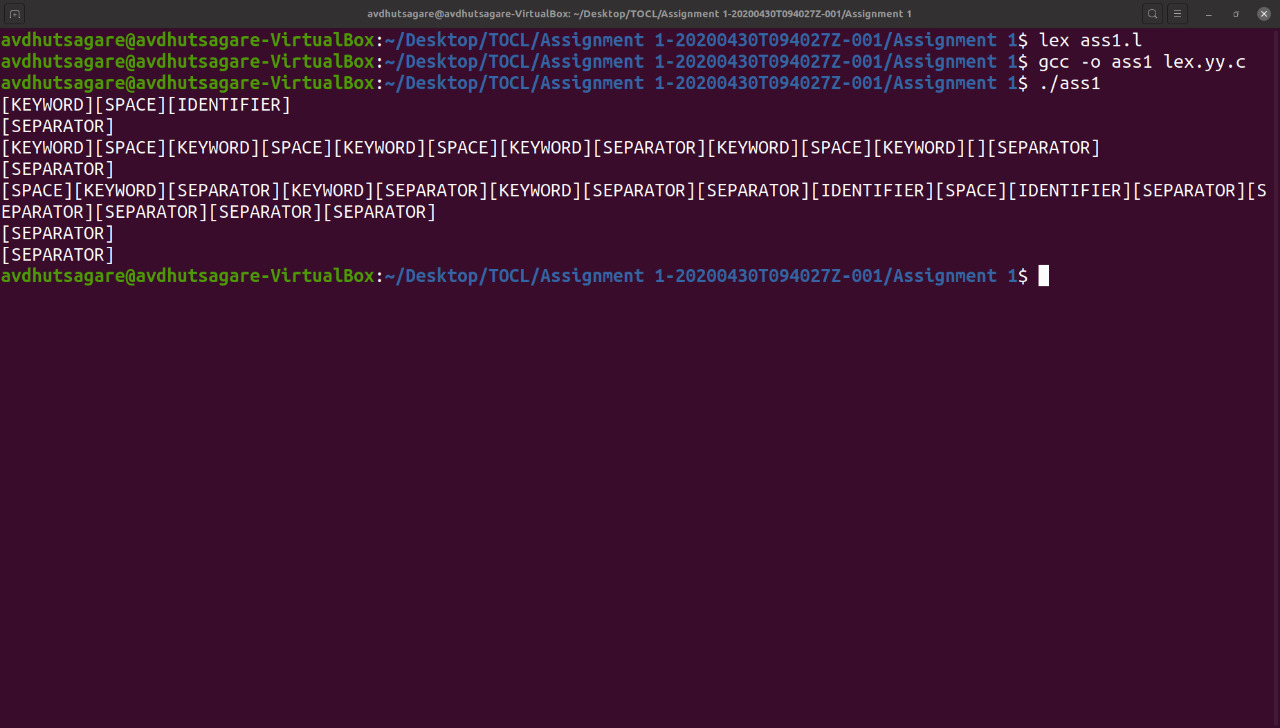 avdhutsagare@avdhutsagare-VirtualBox: ~/Desktop/TOCL/Assignment 1-20200430T094027Z-001/Assignment 1
avdhutsagare@avdhutsagare-VirtualBox:~/Desktop/TOCL/Assignment 1-20200430T094027Z-001/Assignment 1$ lex ass1.l
avdhutsagare@avdhutsagare-VirtualBox:~/Desktop/TOCL/Assignment 1-20200430T094027Z-001/Assignment 1$ gcc -o ass1 lex.yy.c
avdhutsagare@avdhutsagare-VirtualBox:~/Desktop/TOCL/Assignment 1-20200430T094027Z-001/Assignment 1$ ./ass1
[KEYWORD][SPACE][IDENTIFIER]
[SEPARATOR]
[KEYWORD][SPACE][KEYWORD][SPACE][KEYWORD][SPACE][KEYWORD][SEPARATOR][KEYWORD][SPACE][KEYWORD][][SEPARATOR]
[SEPARATOR]
[SPACE][KEYWORD][SEPARATOR][KEYWORD][SEPARATOR][KEYWORD][SEPARATOR][SEPARATOR][IDENTIFIER][SPACE][IDENTIFIER][SEPARATOR][S
EPARATOR][SEPARATOR][SEPARATOR][SEPARATOR]
[SEPARATOR]
[SEPARATOR]
avdhutsagare@avdhutsagare-VirtualBox:~/Desktop/TOCL/Assignment 1-20200430T094027Z-001/Assignment 1$